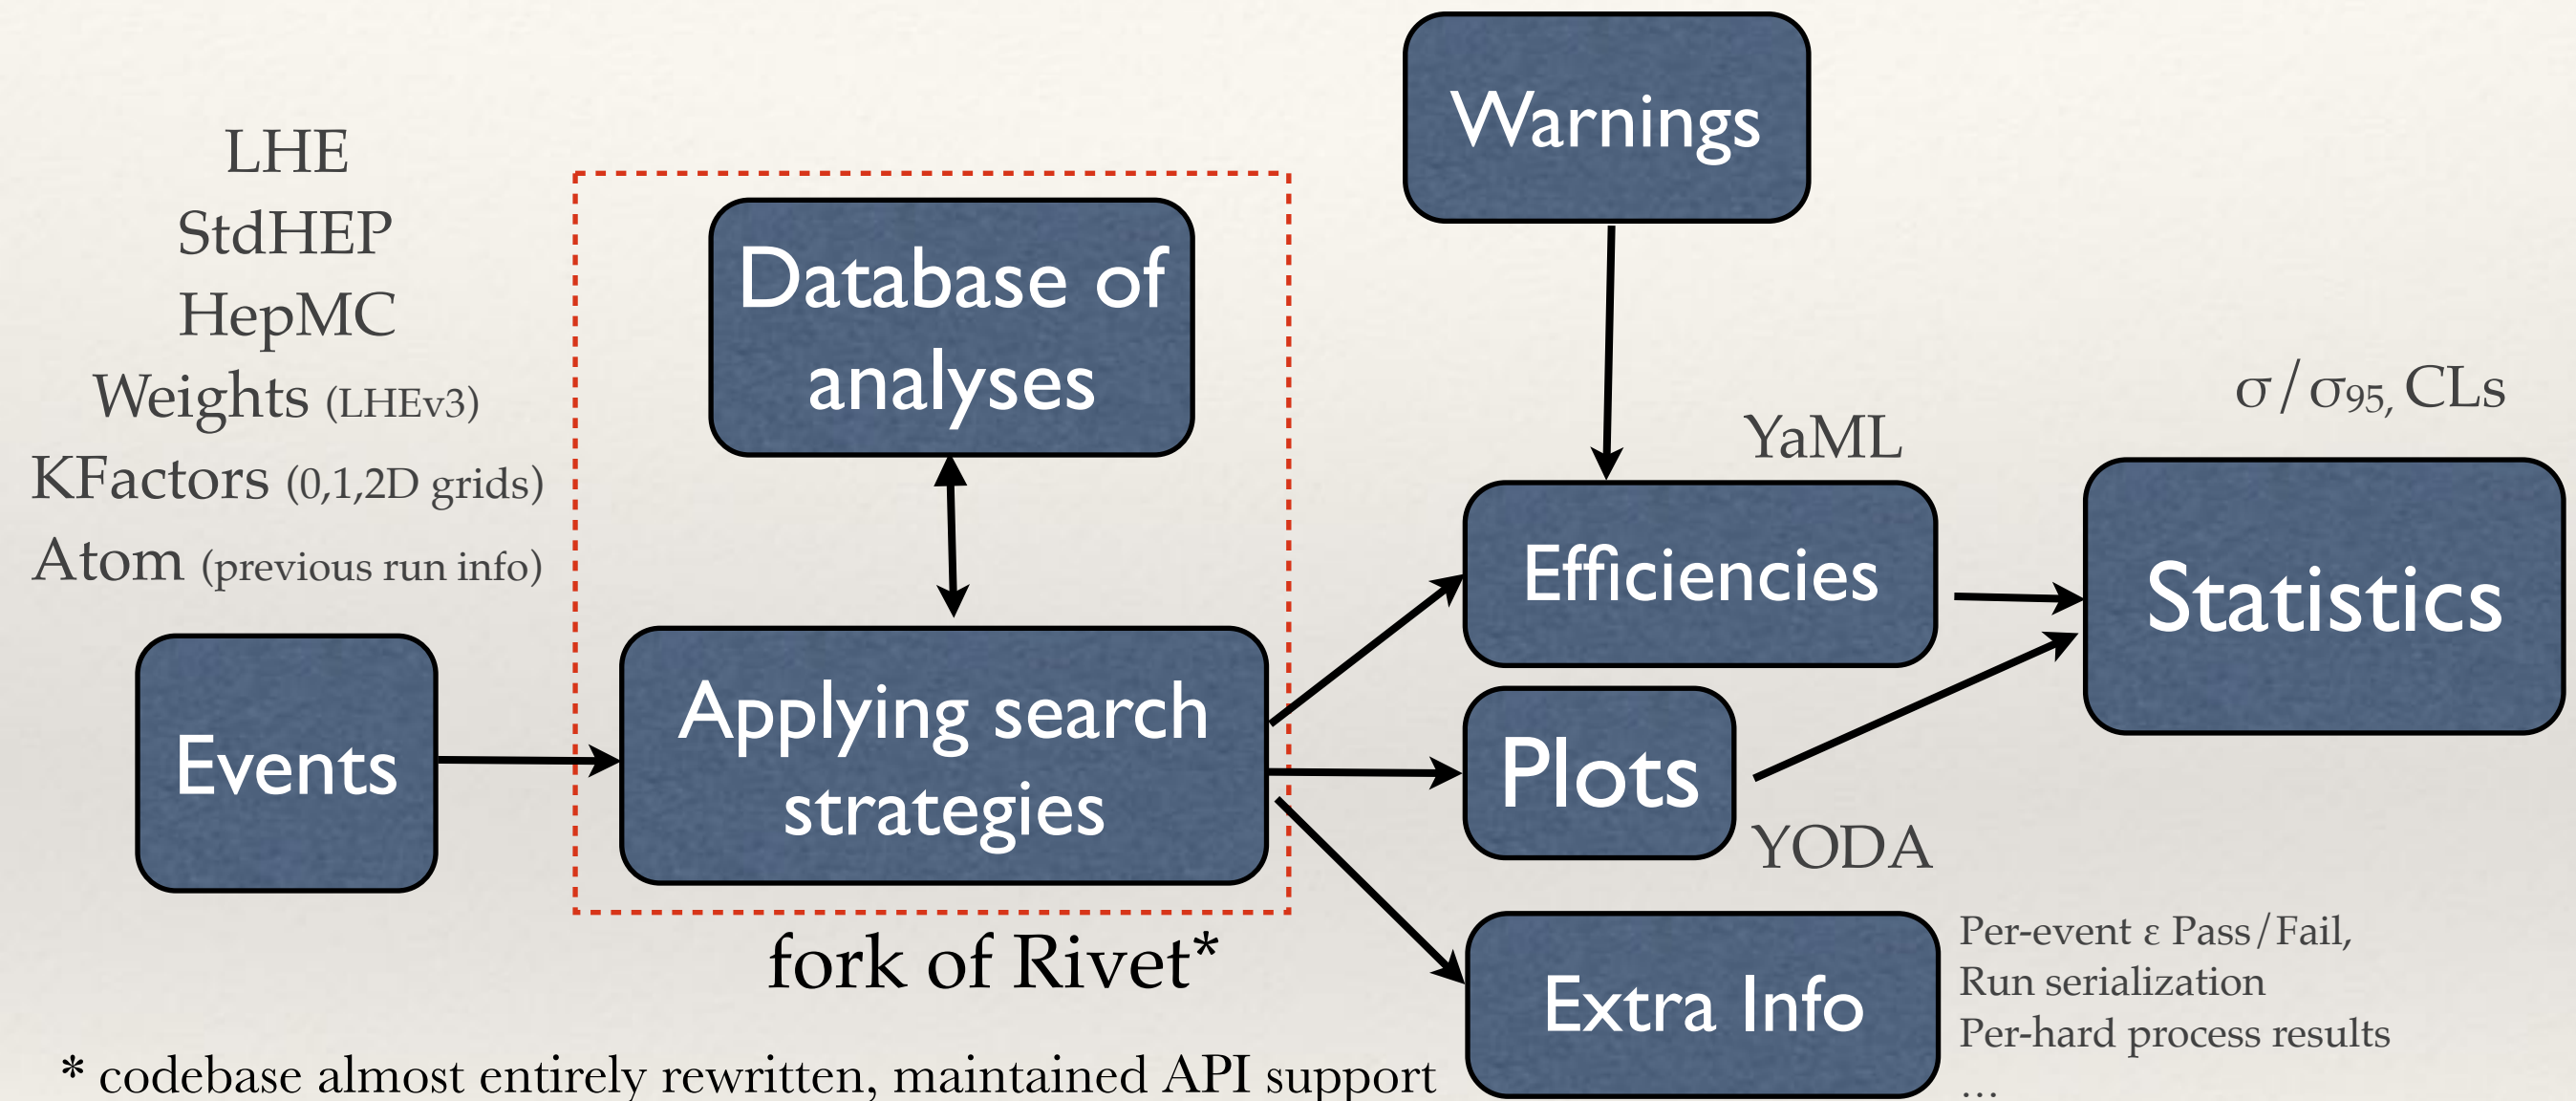 LHE
StdHEP
HepMC
Weights (LHEv3)
KFactors (0,1,2D grids)
Atom (previous run info)
Events
Database of
analyses
Applying search
strategies
fork of Rivet*
* codebase almost entirely rewritten, maintained API support
Warnings
YaML
Efficiencies
Plots
YODA
Extra Info
Per-event ε Pass/Fail,
Run serialization
Per-hard process results
...
σ/σ95, CLs
Statistics